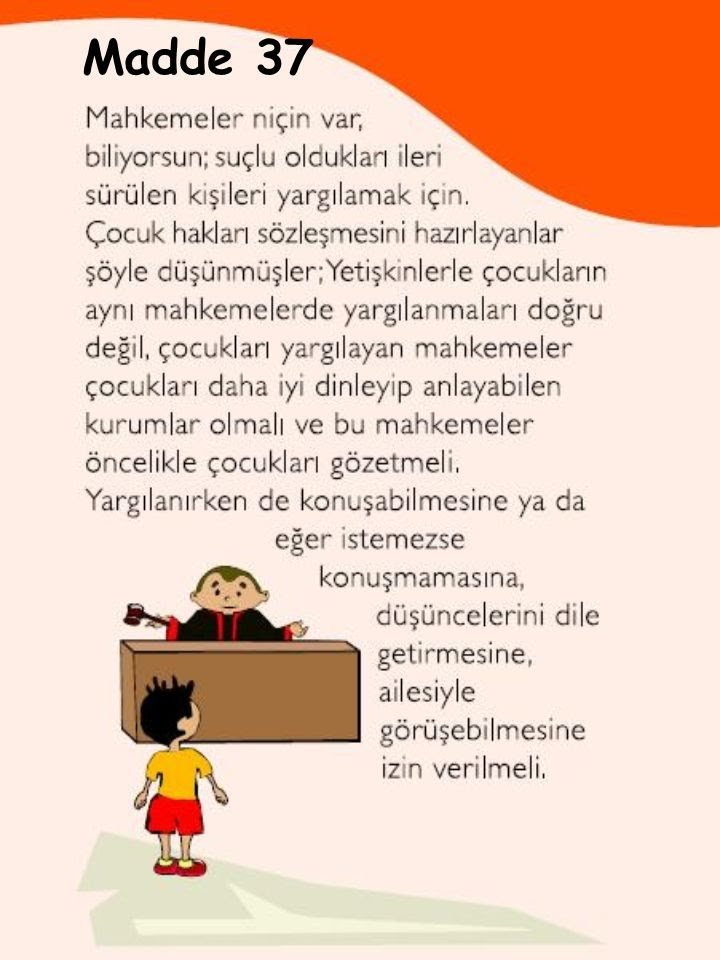 Madde 37
Mahkemeler niçin var,
biliyorsun; suçlu oldukları ileri
sürülen kişileri yargılamak için.
Çocuk hakları sözleşmesini hazırlayanlar
şöyle düşünmüşler; Yetişkinlerle çocukların
aynı mahkemelerde yargılanmaları doğru
değil, çocukları yargılayan mahkemeler
çocukları daha iyi dinleyip anlayabilen
kurumlar olmalı ve bu mahkemeler
öncelikle çocukları gözetmeli.
Yargılanırken de konuşabilmesine ya da
eğer istemezse
konuşmamasına,
düşüncelerini dile
getirmesine,
ailesiyle
görüşebilmesine
izin verilmeli.